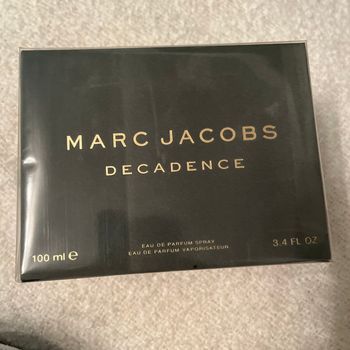 MARC JACOBS
DECADENCE
EAU DE PARFUM SPRAY
EAU DE PARFUM VAPORISATEUR
100 ml ℮
3.4 FL OZ